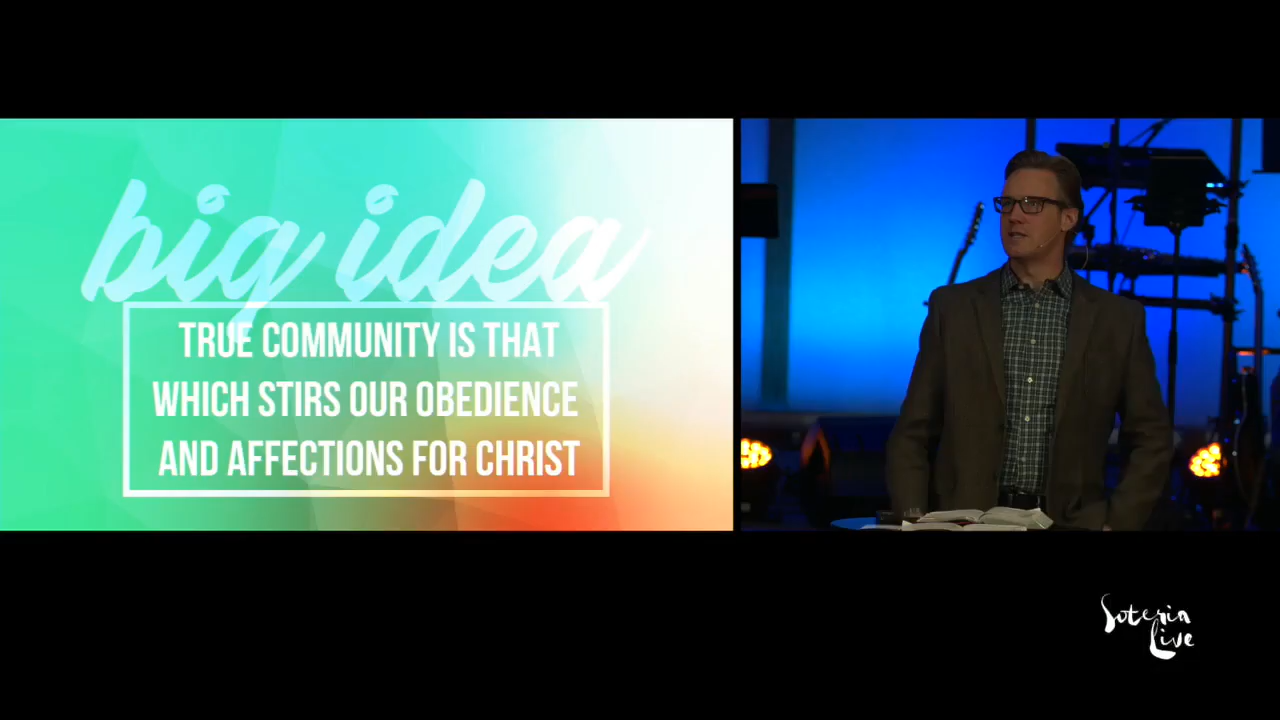 big idea
TRUE COMMUNITY IS THAT
WHICH STIRS OUR OBEDIENCE
AND AFFECTIONS FOR CHRIST
Soteria
Live